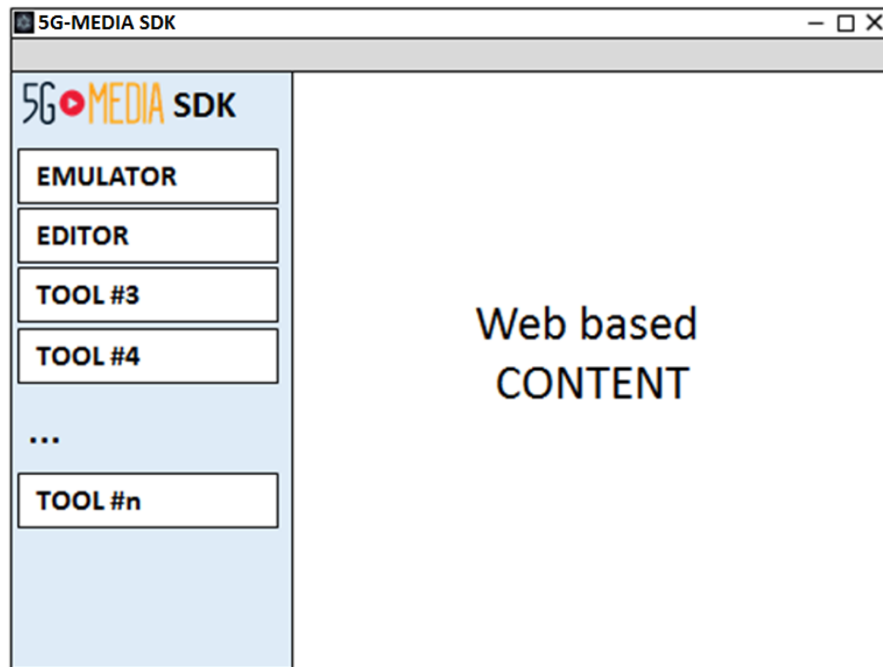 5G-MEDIA SDK
5G MEDIA SDK
EMULATOR
EDITOR
TOOL #3
TOOL #4
...
TOOL #n
Web based
CONTENT